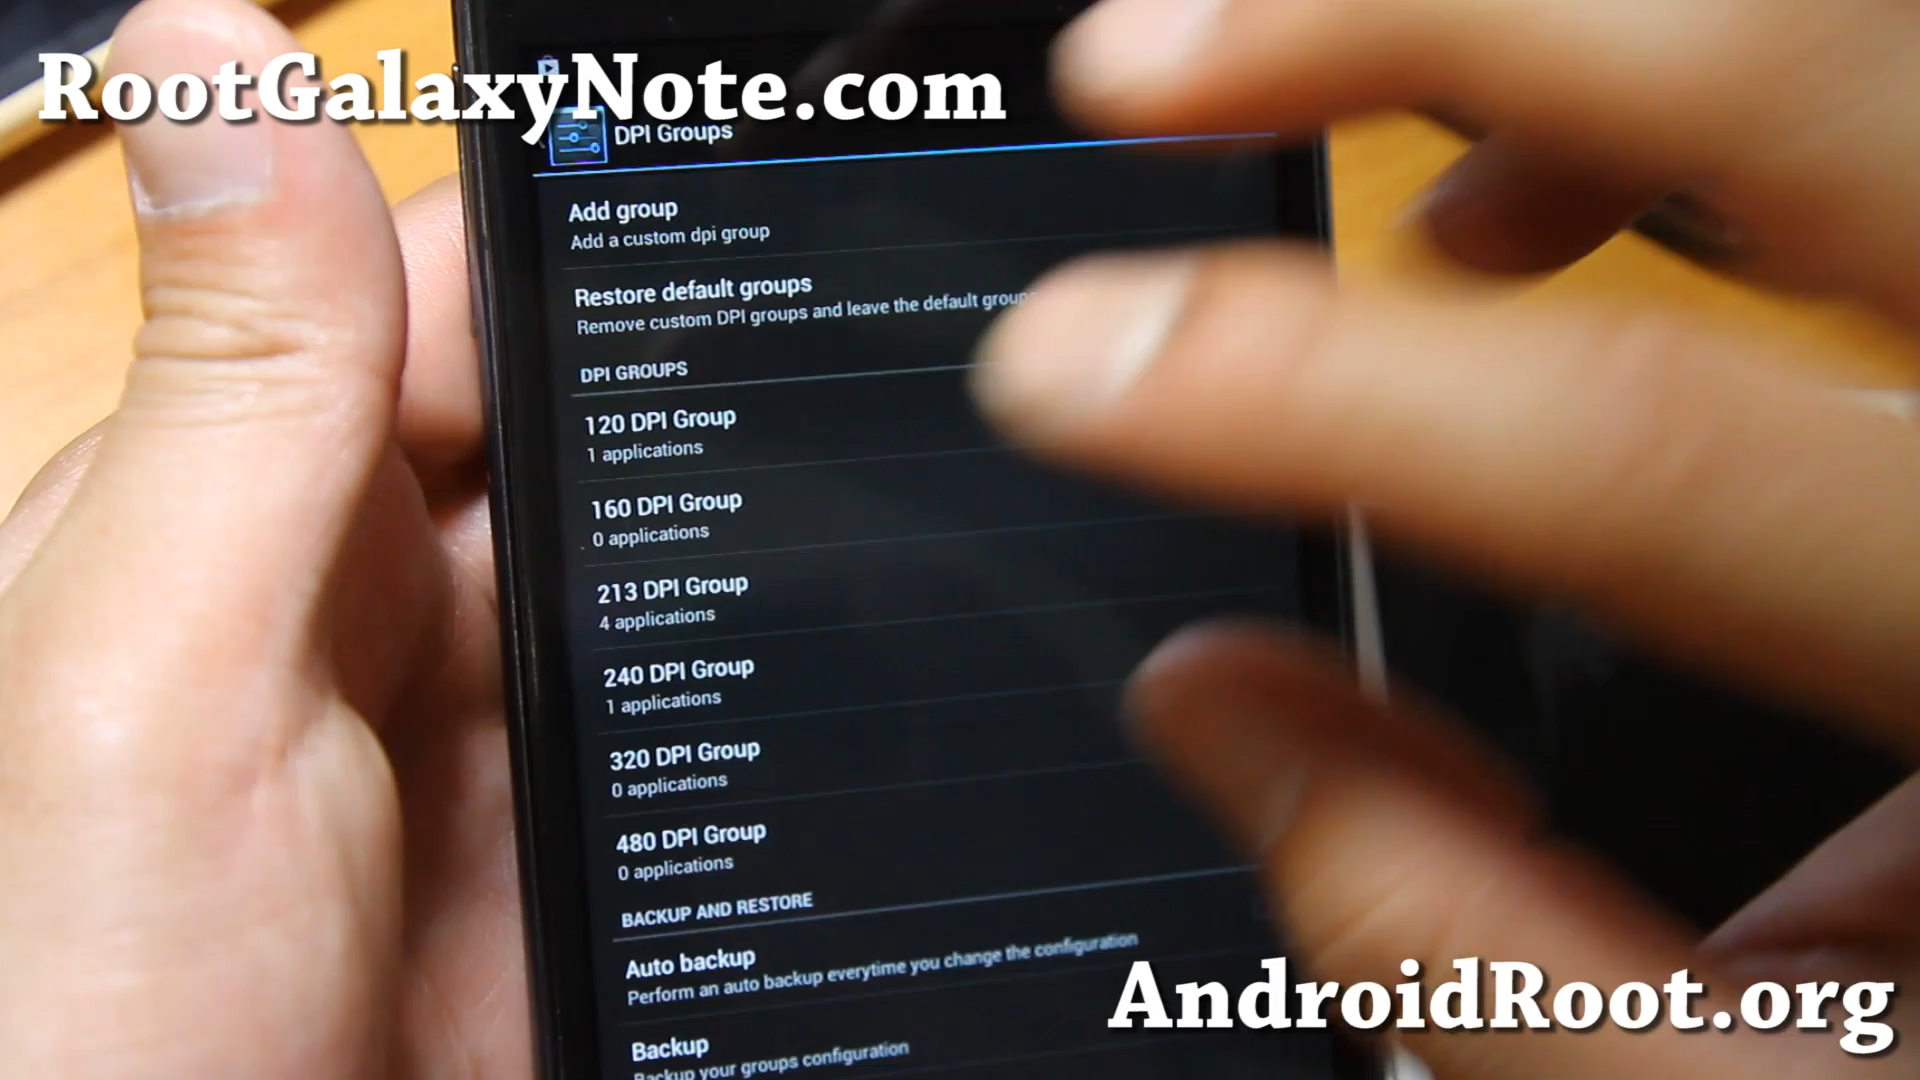 RootGalaxyNote.com
DPI Groups
Add group
Add a custom dpi group
Restore default groups
Remove custom DPI groups and leave the default groups
DPI GROUPS
120 DPI Group
1 applications
160 DPI Group
0 applications
213 DPI Group
4 applications
240 DPI Group
1 applications
320 DPI Group
0 applications
480 DPI Group
0 applications
BACKUP AND RESTORE
Auto backup
Perform an auto backup everytime you change the configuration
Backup
Backup your groups configuration
AndroidRoot.org